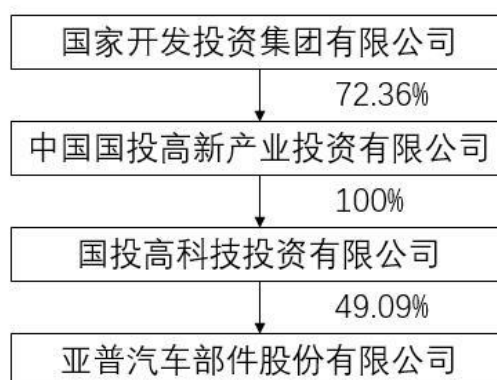 国家开发投资集团有限公司
72.36%
中国国投高新产业投资有限公司
100%
国投高科技投资有限公司
49.09%
亚普汽车部件股份有限公司